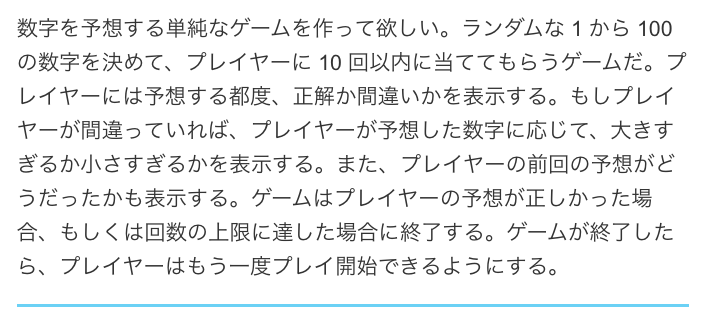 数字を予想する単純なゲームを作って欲しい。ランダムな 1 から 100
の数字を決めて、プレイヤーに 10 回以内に当ててもらうゲームだ。プ
レイヤーには予想する都度、正解か間違いかを表示する。もしプレイ
ヤーが間違っていれば、プレイヤーが予想した数字に応じて、大きす
ぎるか小さすぎるかを表示する。また、プレイヤーの前回の予想がど
うだったかも表示する。ゲームはプレイヤーの予想が正しかった場
合、もしくは回数の上限に達した場合に終了する。ゲームが終了した
ら、プレイヤーはもう一度プレイ開始できるようにする。